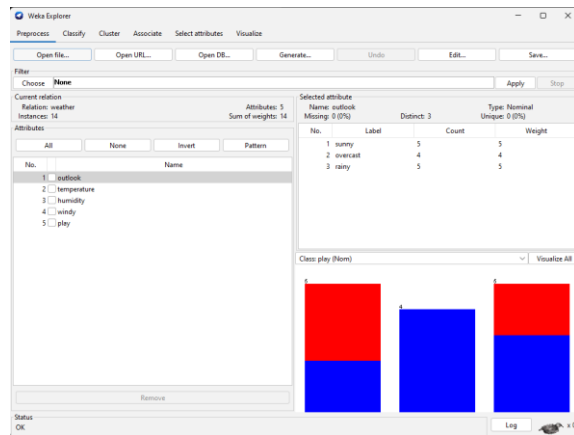 Weka Explorer
Preprocess Classify Cluster Associate Select attributes Visualize
Open file... Open URL... Open DB... Generate... Undo Edit... Save...
Filter
Choose None Apply Stop
Current relation
Relation: weather Attributes: 5
Instances: 14 Sum of weights: 14
Attributes
All None Invert Pattern
No. Name
1 outlook
2 temperature
3 humidity
4 windy
5 play
Remove
Selected attribute
Name: outlook Type: Nominal
Missing: 0 (0%) Distinct: 3 Unique: 0 (0%)
No. Label Count Weight
1 sunny 5 5
2 overcast 4 4
3 rainy 5 5
Class: play (Nom) Visualize All
4
Status
OK
Log